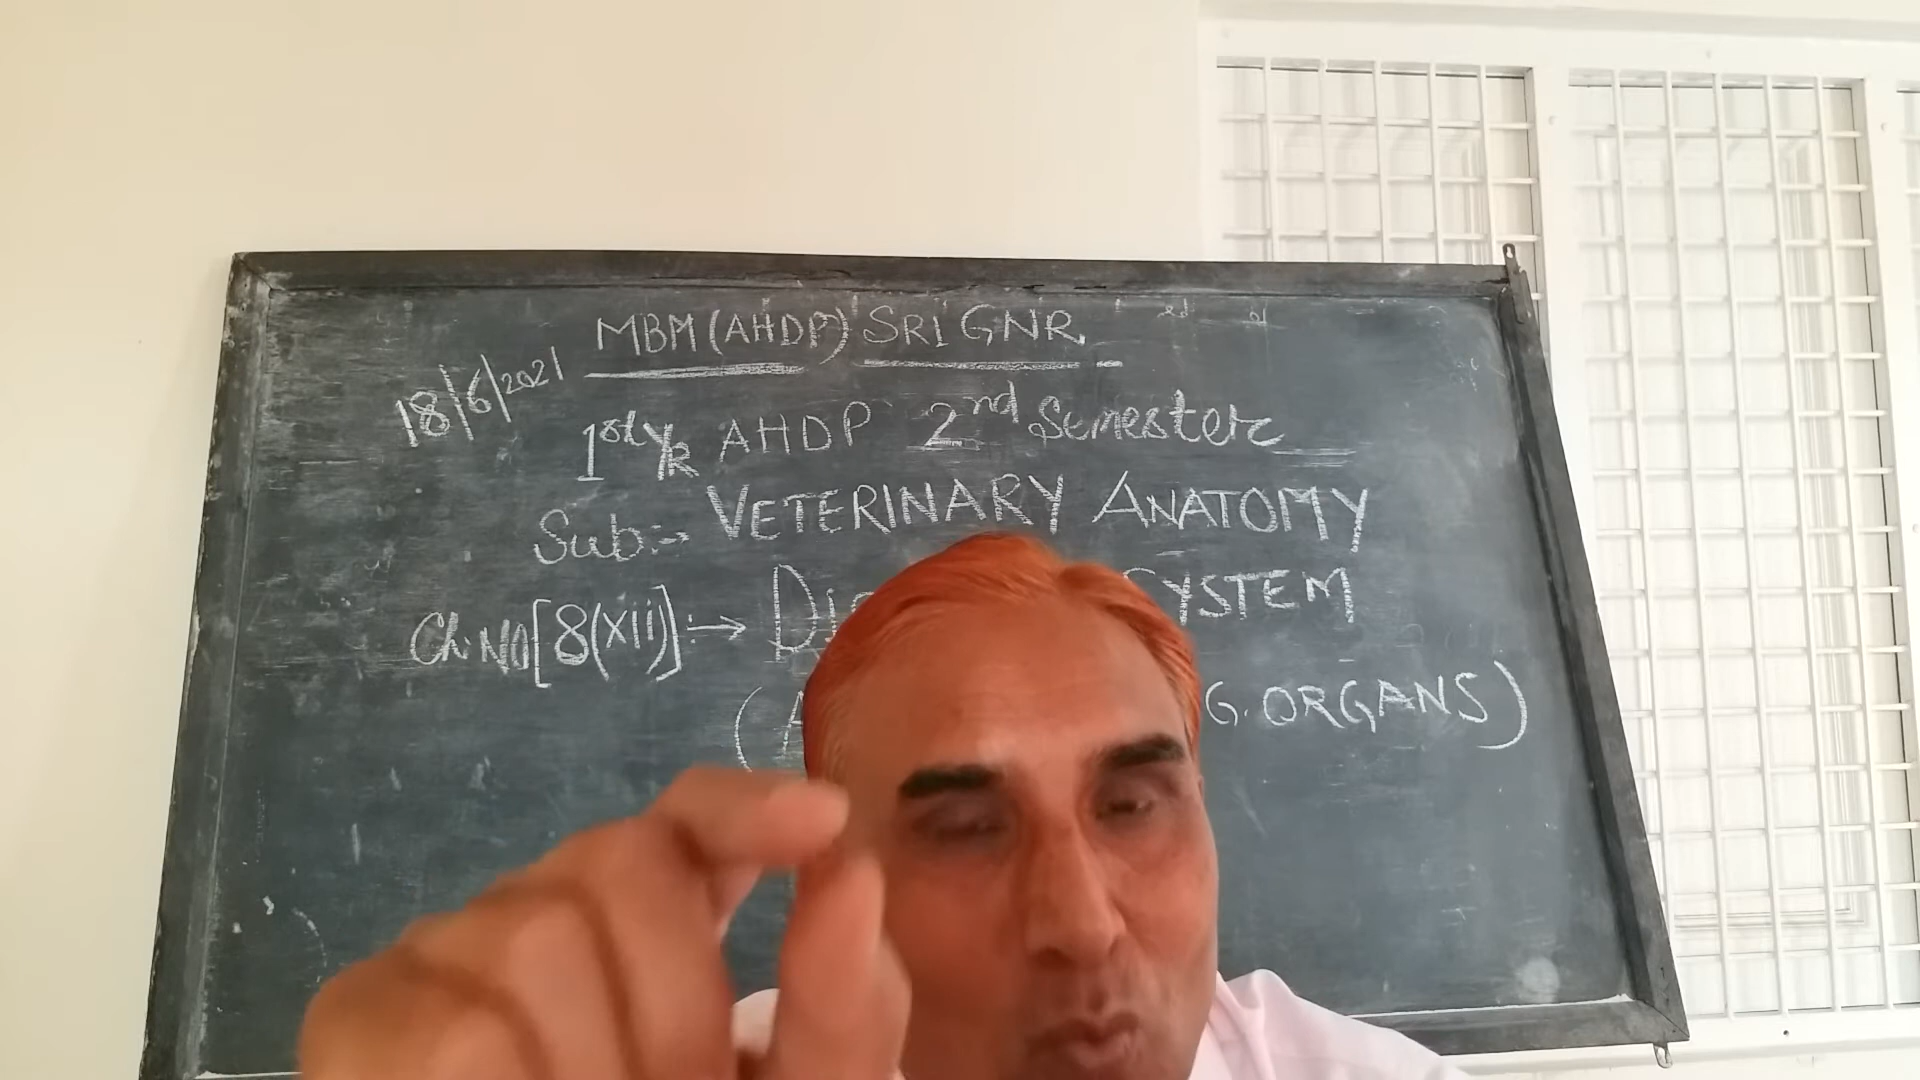 MBM (AHDP) SRI GNR
18/6/2021
1st YR AHDP 2nd Semester
Sub:- VETERINARY ANATOMY
Ch. NO [8(xii)]:→ SYSTEM
G. ORGANS)